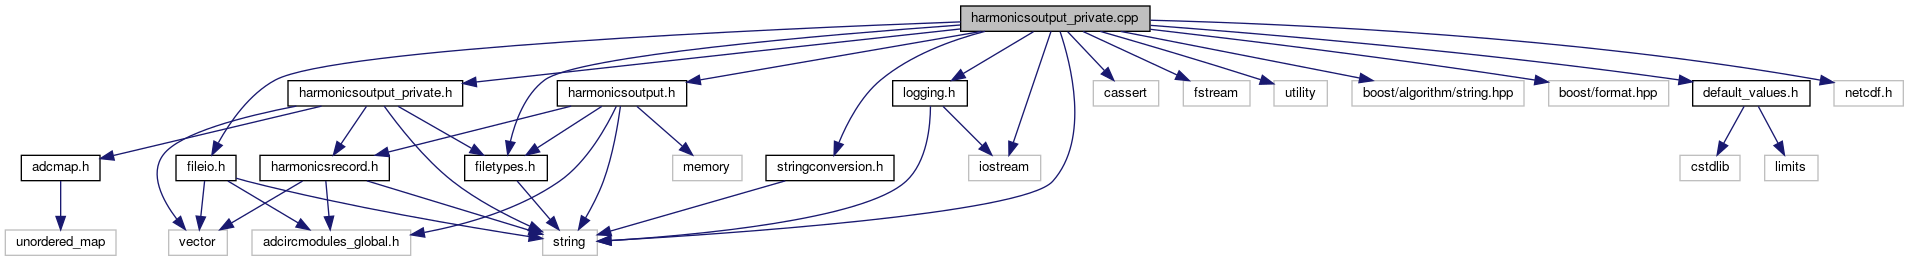 harmonicsoutput_private.cpp
harmonicsoutput_private.h
harmonicsoutput.h
logging.h
cassert
fstream
utility
boost/algorithm/string.hpp
boost/format.hpp
default_values.h
netcdf.h
adcmap.h
fileio.h
harmonicsrecord.h
filetypes.h
memory
stringconversion.h
iostream
cstdlib
limits
unordered_map
vector
adcircmodules_global.h
string